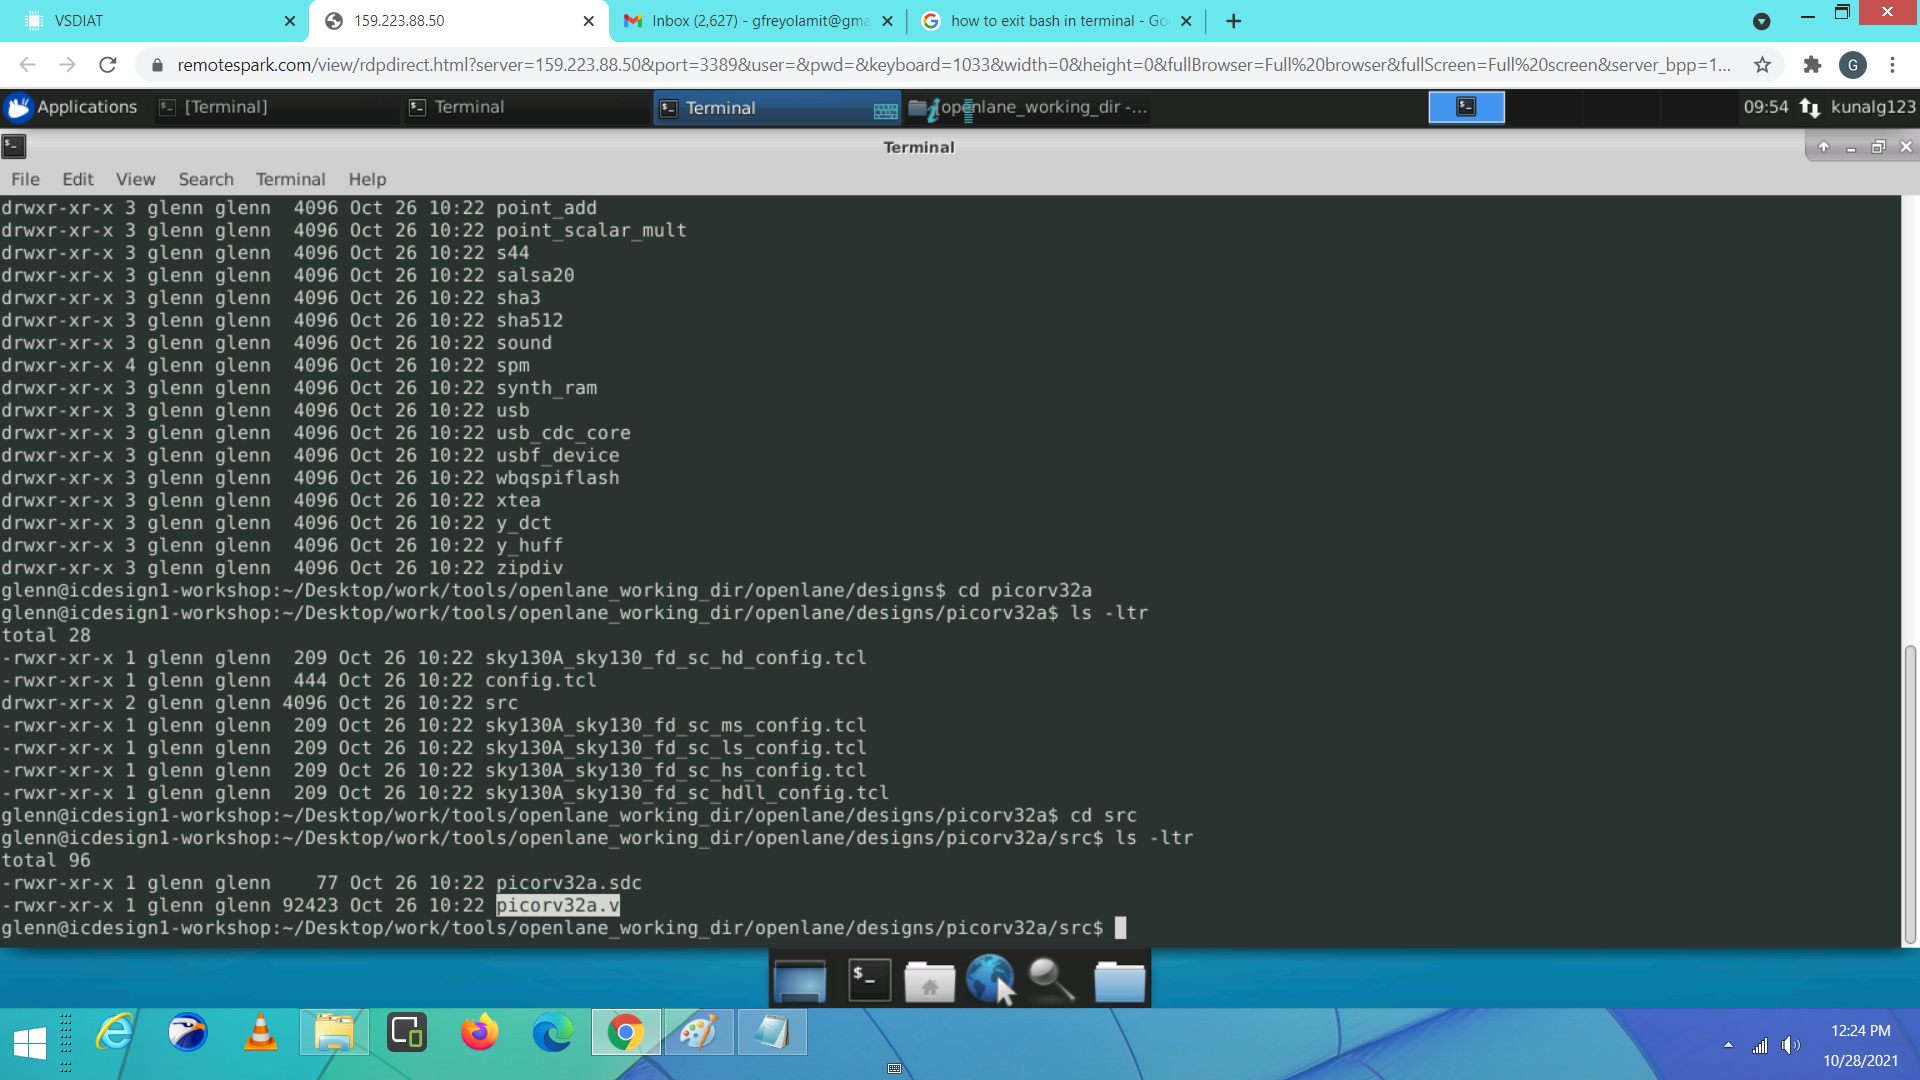 VSDIAT
159.223.88.50
Inbox (2,627) - gfreyolamit@gma
how to exit bash in terminal - Go
remotespark.com/view/rdpdirect.html?server=159.223.88.50&port=3389&user=&pwd=&keyboard=1033&width=0&height=0&fullBrowser=Full%20browser&fullScreen=Full%20screen&server_bpp=1...
G
Applications
[Terminal]
Terminal
Terminal
openlane_working_dir -...
09:54
kunalg123
Terminal
File Edit View Search Terminal Help
drwxr-xr-x 3 glenn glenn  4096 Oct 26 10:22 point_add
drwxr-xr-x 3 glenn glenn  4096 Oct 26 10:22 point_scalar_mult
drwxr-xr-x 3 glenn glenn  4096 Oct 26 10:22 s44
drwxr-xr-x 3 glenn glenn  4096 Oct 26 10:22 salsa20
drwxr-xr-x 3 glenn glenn  4096 Oct 26 10:22 sha3
drwxr-xr-x 3 glenn glenn  4096 Oct 26 10:22 sha512
drwxr-xr-x 3 glenn glenn  4096 Oct 26 10:22 sound
drwxr-xr-x 4 glenn glenn  4096 Oct 26 10:22 spm
drwxr-xr-x 3 glenn glenn  4096 Oct 26 10:22 synth_ram
drwxr-xr-x 3 glenn glenn  4096 Oct 26 10:22 usb
drwxr-xr-x 3 glenn glenn  4096 Oct 26 10:22 usb_cdc_core
drwxr-xr-x 3 glenn glenn  4096 Oct 26 10:22 usbf_device
drwxr-xr-x 3 glenn glenn  4096 Oct 26 10:22 wbqspiflash
drwxr-xr-x 3 glenn glenn  4096 Oct 26 10:22 xtea
drwxr-xr-x 3 glenn glenn  4096 Oct 26 10:22 y_dct
drwxr-xr-x 3 glenn glenn  4096 Oct 26 10:22 y_huff
drwxr-xr-x 3 glenn glenn  4096 Oct 26 10:22 zipdiv
glenn@icdesign1-workshop:~/Desktop/work/tools/openlane_working_dir/openlane/designs$ cd picorv32a
glenn@icdesign1-workshop:~/Desktop/work/tools/openlane_working_dir/openlane/designs/picorv32a$ ls -ltr
total 28
-rwxr-xr-x 1 glenn glenn  209 Oct 26 10:22 sky130A_sky130_fd_sc_hd_config.tcl
-rwxr-xr-x 1 glenn glenn  444 Oct 26 10:22 config.tcl
drwxr-xr-x 2 glenn glenn 4096 Oct 26 10:22 src
-rwxr-xr-x 1 glenn glenn  209 Oct 26 10:22 sky130A_sky130_fd_sc_ms_config.tcl
-rwxr-xr-x 1 glenn glenn  209 Oct 26 10:22 sky130A_sky130_fd_sc_ls_config.tcl
-rwxr-xr-x 1 glenn glenn  209 Oct 26 10:22 sky130A_sky130_fd_sc_hs_config.tcl
-rwxr-xr-x 1 glenn glenn  209 Oct 26 10:22 sky130A_sky130_fd_sc_hdll_config.tcl
glenn@icdesign1-workshop:~/Desktop/work/tools/openlane_working_dir/openlane/designs/picorv32a$ cd src
glenn@icdesign1-workshop:~/Desktop/work/tools/openlane_working_dir/openlane/designs/picorv32a/src$ ls -ltr
total 96
-rwxr-xr-x 1 glenn glenn    77 Oct 26 10:22 picorv32a.sdc
-rwxr-xr-x 1 glenn glenn 92423 Oct 26 10:22 picorv32a.v
glenn@icdesign1-workshop:~/Desktop/work/tools/openlane_working_dir/openlane/designs/picorv32a/src$
12:24 PM
10/28/2021